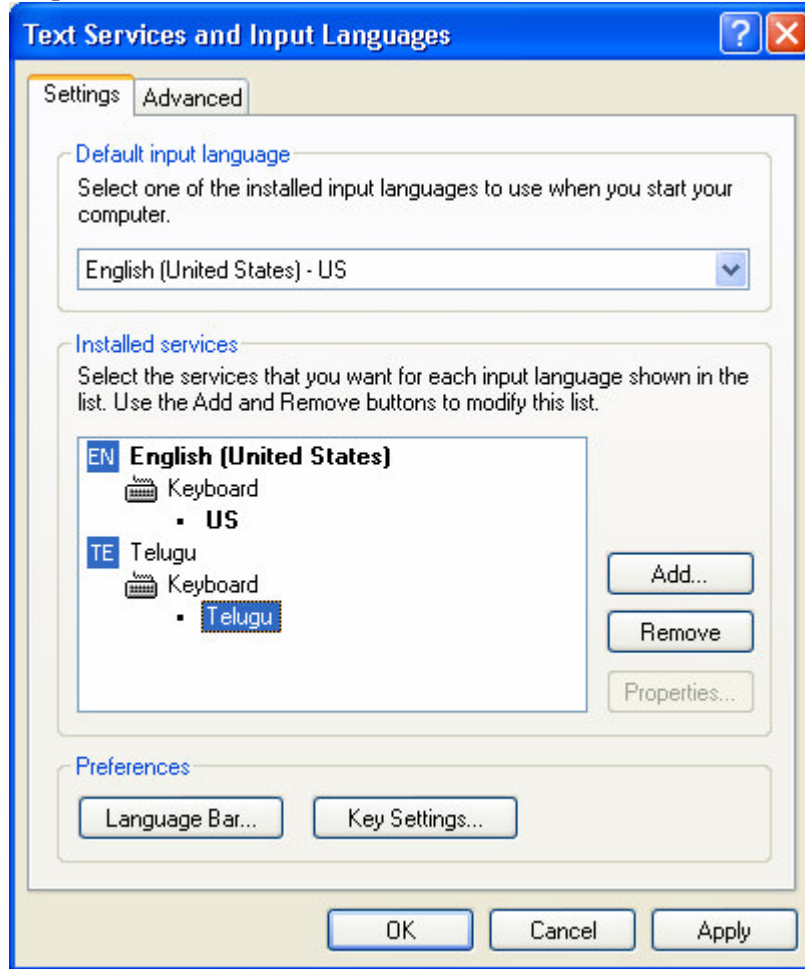 Text Services and Input Languages
Settings
Advanced
Default input language
Select one of the installed input languages to use when you start your
computer.
English (United States) - US
Installed services
Select the services that you want for each input language shown in the
list. Use the Add and Remove buttons to modify this list.
EN English (United States)
Keyboard
• US
TE Telugu
Keyboard
• Telugu
Add...
Remove
Properties...
Preferences
Language Bar...
Key Settings...
OK
Cancel
Apply